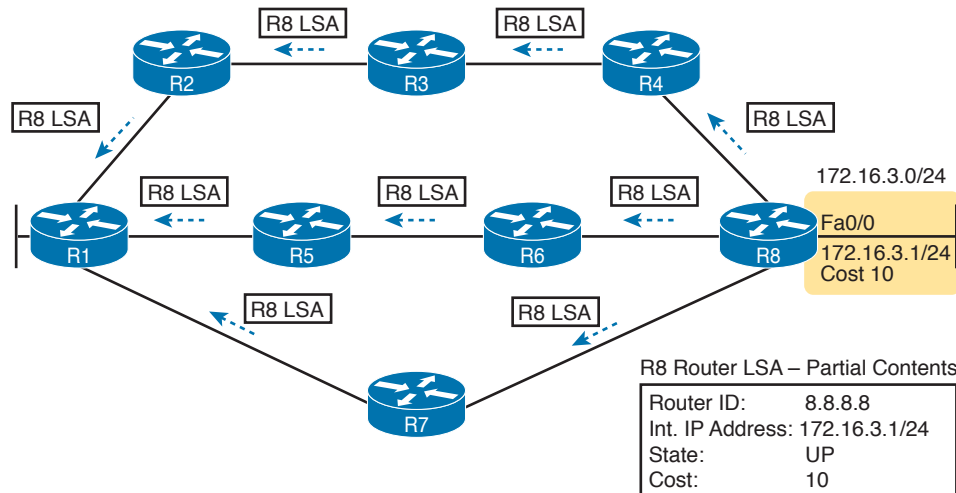 R8 LSA
R8 LSA
R2
R3
R4
R8 LSA
R8 LSA
172.16.3.0/24
R8 LSA
R8 LSA
R8 LSA
Fa0/0
R1
R5
R6
R8
172.16.3.1/24
Cost 10
R8 LSA
R8 LSA
R7
R8 Router LSA – Partial Contents
Router ID: 8.8.8.8
Int. IP Address: 172.16.3.1/24
State: UP
Cost: 10